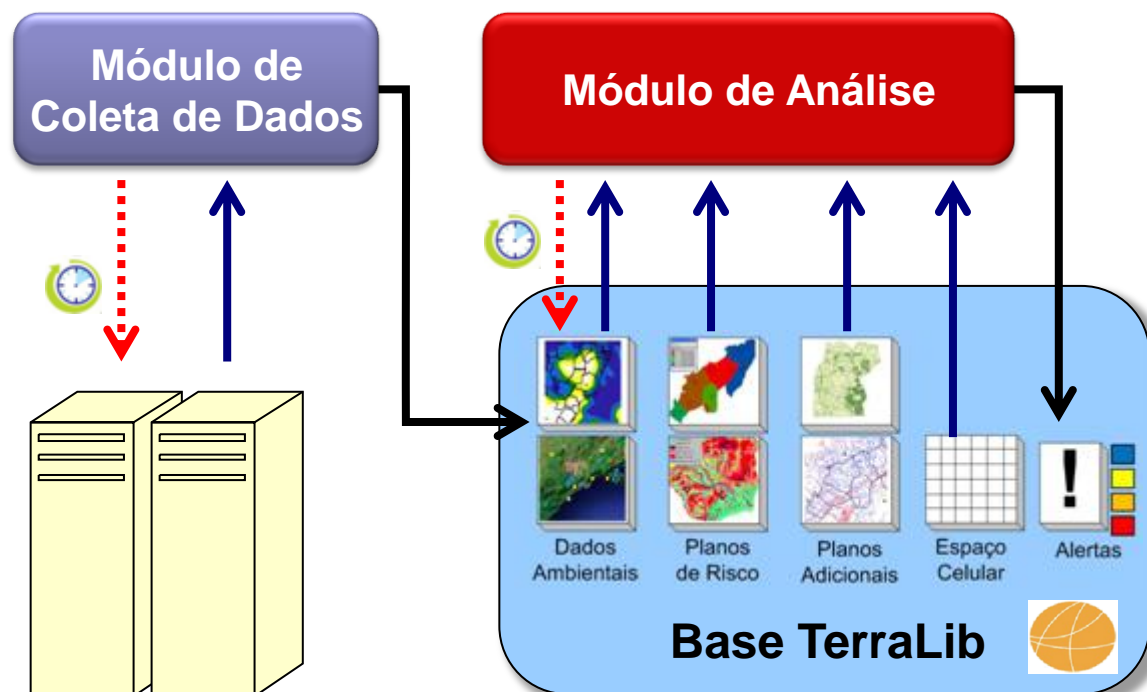 Módulo de
Coleta de Dados
Módulo de Análise
!
Dados
Ambientais
Planos
de Risco
Planos
Adicionais
Espaço
Celular
Alertas
Base TerraLib